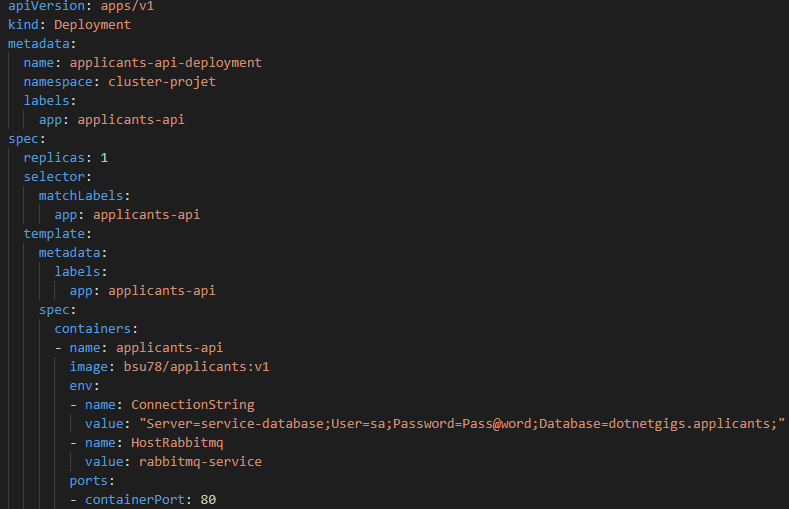 apiVersion: apps/v1
kind: Deployment
metadata:
  name: applicants-api-deployment
  namespace: cluster-projet
  labels:
    app: applicants-api
spec:
  replicas: 1
  selector:
    matchLabels:
      app: applicants-api
  template:
    metadata:
      labels:
        app: applicants-api
    spec:
      containers:
      - name: applicants-api
        image: bsu78/applicants:v1
        env:
        - name: ConnectionString
          value: "Server=service-database;User=sa;Password=Pass@word;Database=dotnetgigs.applicants;"
        - name: HostRabbitmq
          value: rabbitmq-service
        ports:
        - containerPort: 80